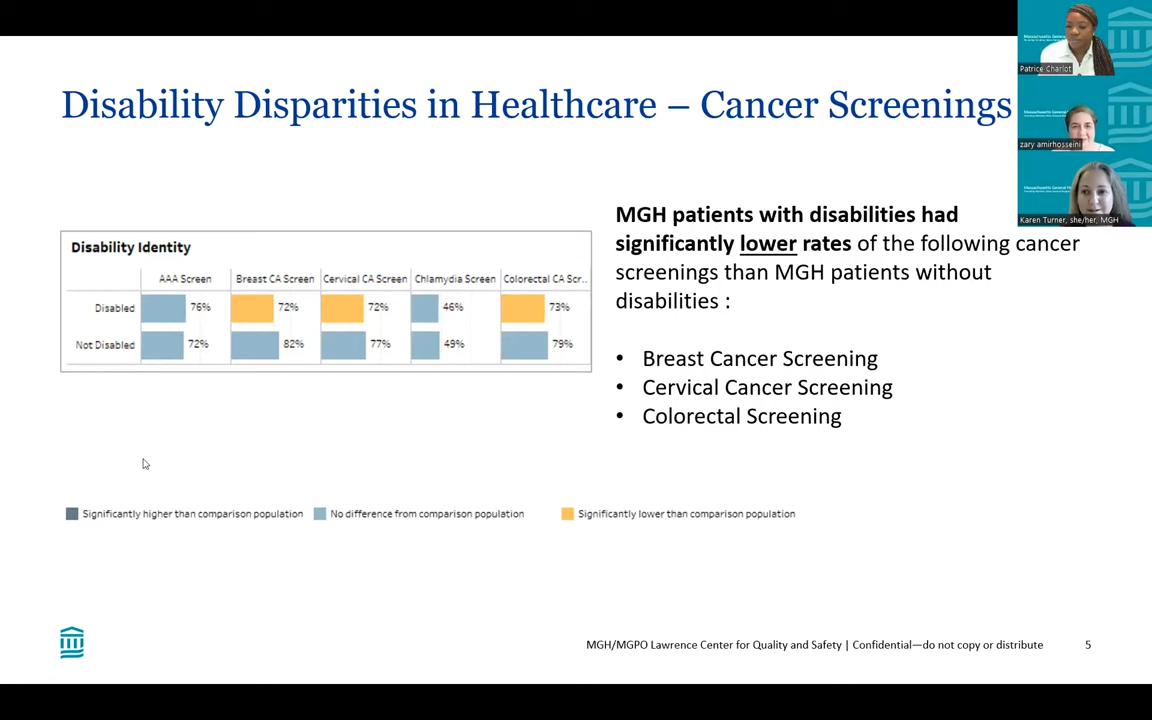 Disability Disparities in Healthcare – Cancer Screenings
Patrice Charlot
zary amirhosseini
Karen Turner, she/her, MGH
Disability Identity
AAA Screen Breast CA Screen Cervical CA Screen Chlamydia Screen Colorectal CA Scr..
Disabled 76% 72% 72% 46% 73%
Not Disabled 72% 82% 77% 49% 79%
MGH patients with disabilities had
significantly lower rates of the following cancer
screenings than MGH patients without
disabilities :
• Breast Cancer Screening
• Cervical Cancer Screening
• Colorectal Screening
Significantly higher than comparison population No difference from comparison population Significantly lower than comparison population
MGH/MGPO Lawrence Center for Quality and Safety | Confidential—do not copy or distribute 5